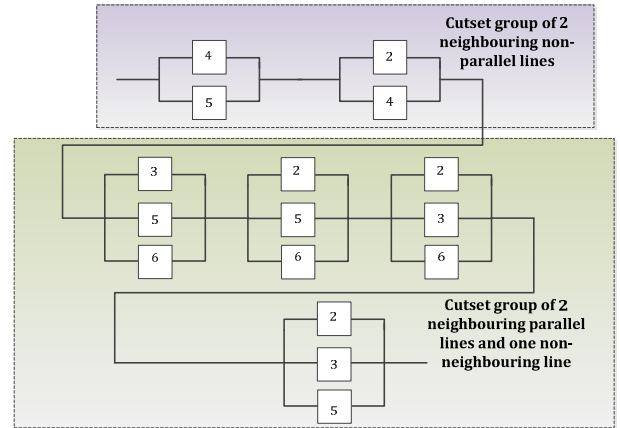 Cutset group of 2
neighbouring non-
parallel lines
4
2
5
4
3
2
2
5
5
3
6
6
6
Cutset group of 2
neighbouring parallel
lines and one non-
neighbouring line
2
3
5